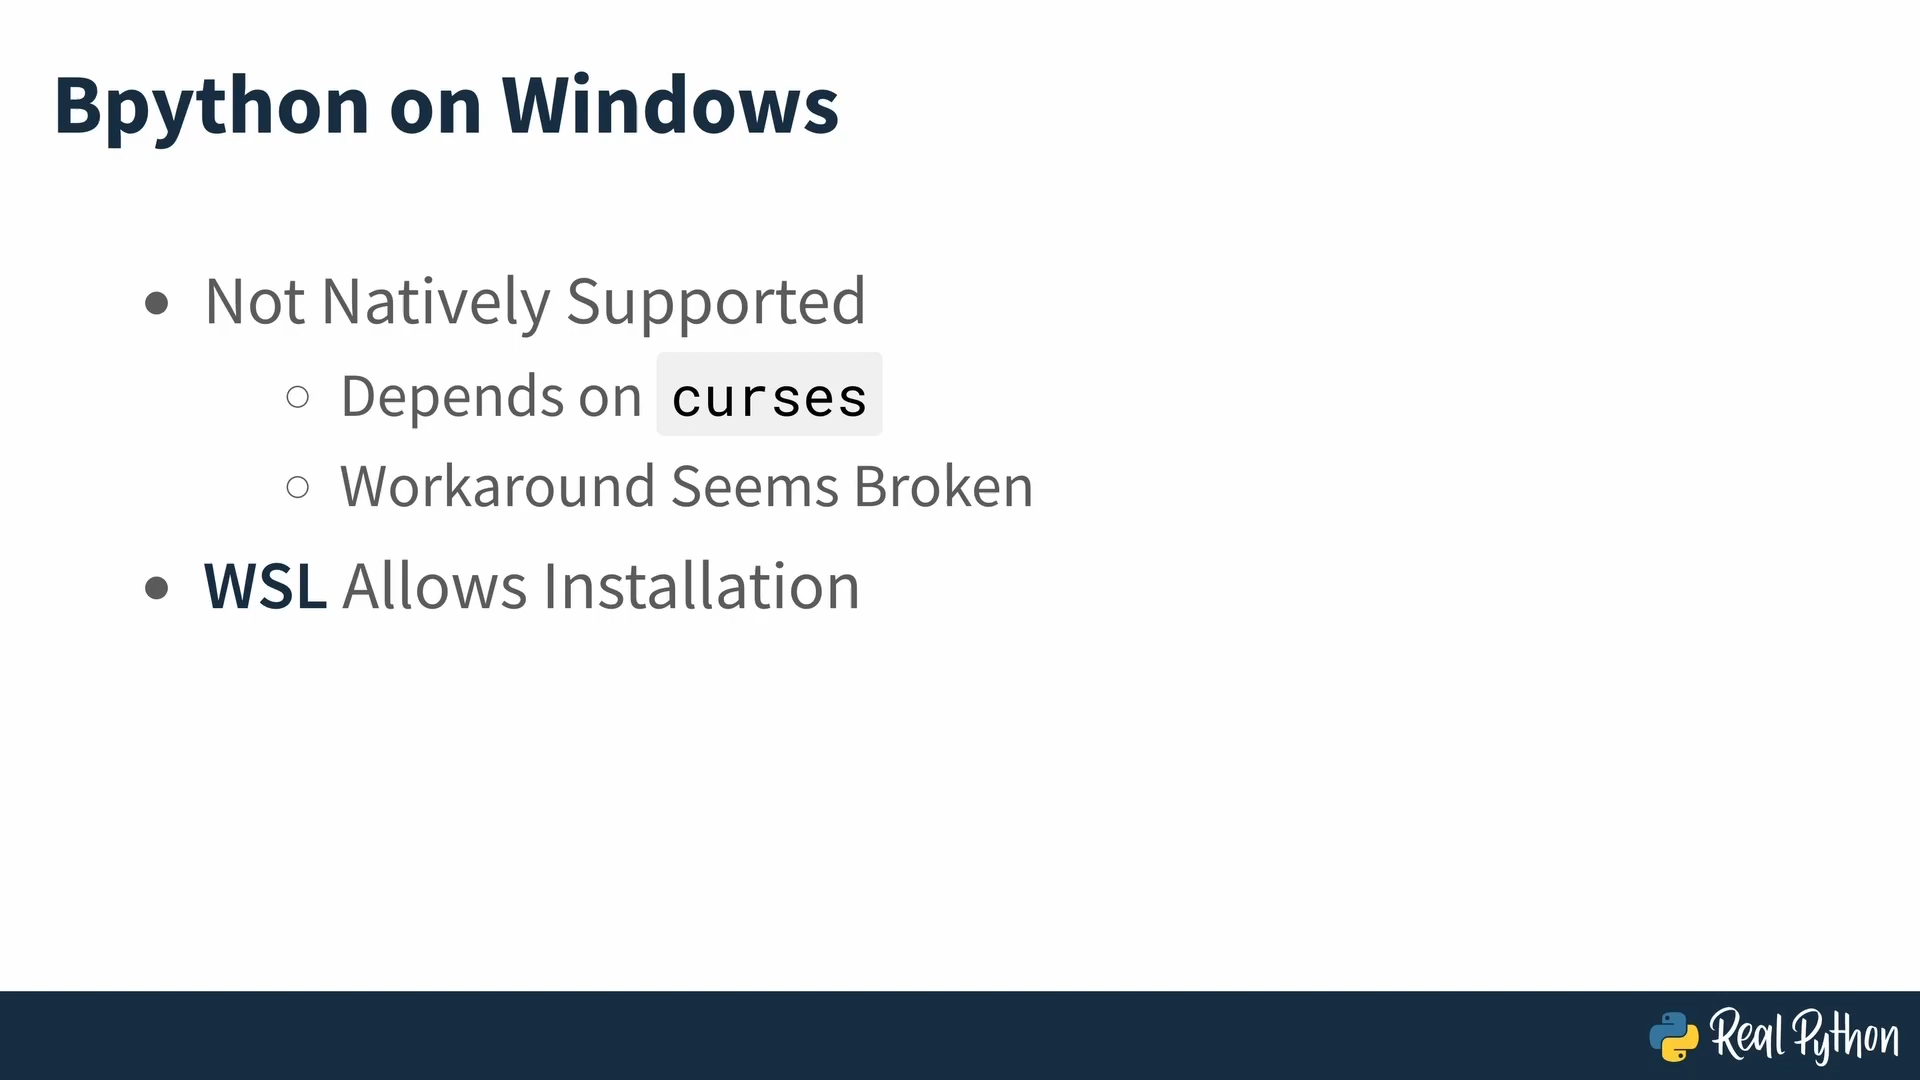 Bpython on Windows
Not Natively Supported
Depends on curses
Workaround Seems Broken
WSL Allows Installation
Real Python